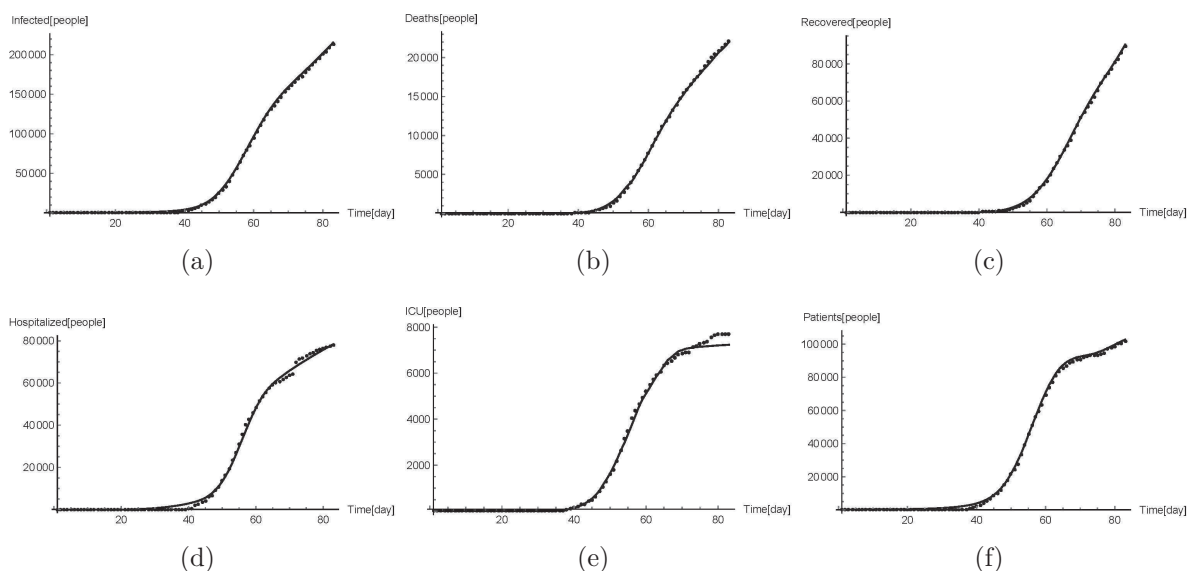 Infected[people]
200000
150000
100000
50000
20 40 60 80
Time[day]
(a)
Deaths[people]
20000
15000
10000
5000
20 40 60 80
Time[day]
(b)
Recovered[people]
80000
60000
40000
20000
20 40 60 80
Time[day]
(c)
Hospitalized[people]
80000
60000
40000
20000
20 40 60 80
Time[day]
(d)
ICU[people]
8000
6000
4000
2000
20 40 60 80
Time[day]
(e)
Patients[people]
100000
80000
60000
40000
20000
20 40 60 80
Time[day]
(f)